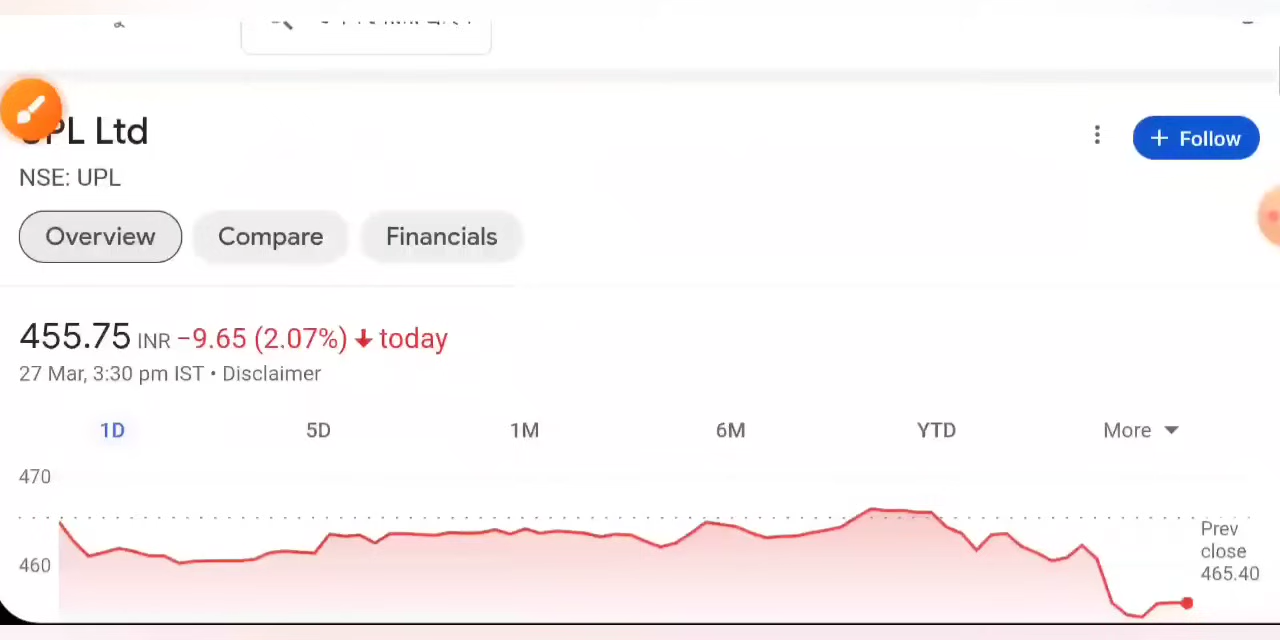 UPL Ltd
Follow
NSE: UPL
Overview
Compare
Financials
455.75 INR −9.65 (2.07%) today
27 Mar, 3:30 pm IST • Disclaimer
1D
5D
1M
6M
YTD
More
470
460
Prev
close
465.40